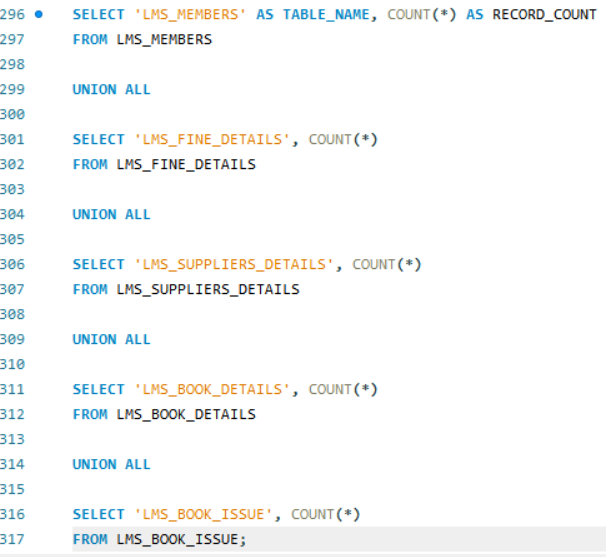 296 SELECT 'LMS_MEMBERS' AS TABLE_NAME, COUNT(*) AS RECORD_COUNT
297 FROM LMS_MEMBERS
298
299 UNION ALL
300
301 SELECT 'LMS_FINE_DETAILS', COUNT(*)
302 FROM LMS_FINE_DETAILS
303
304 UNION ALL
305
306 SELECT 'LMS_SUPPLIERS_DETAILS', COUNT(*)
307 FROM LMS_SUPPLIERS_DETAILS
308
309 UNION ALL
310
311 SELECT 'LMS_BOOK_DETAILS', COUNT(*)
312 FROM LMS_BOOK_DETAILS
313
314 UNION ALL
315
316 SELECT 'LMS_BOOK_ISSUE', COUNT(*)
317 FROM LMS_BOOK_ISSUE;